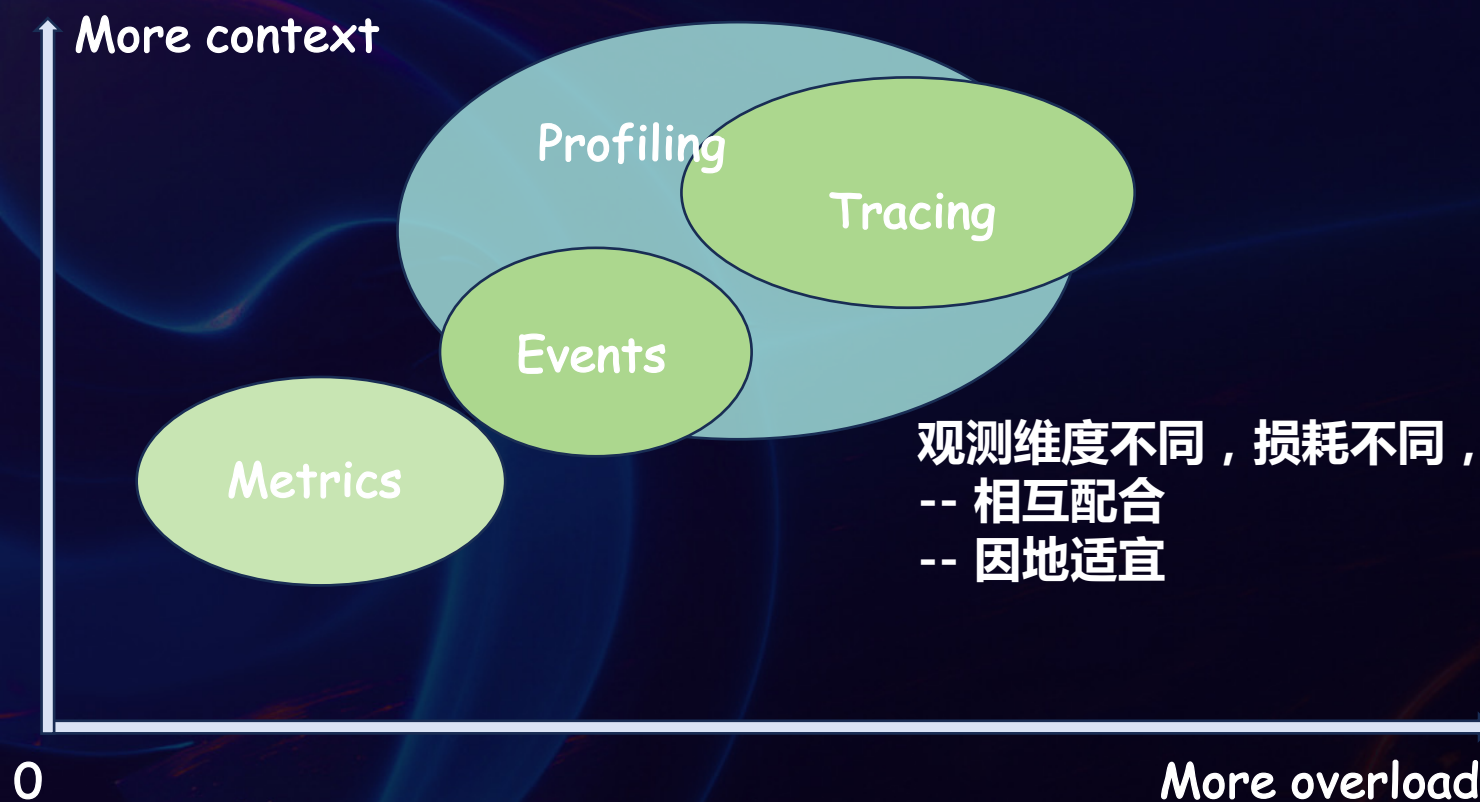 More context
Profiling
Tracing
Events
Metrics
观测维度不同，损耗不同，
-- 相互配合
-- 因地适宜
0
More overload